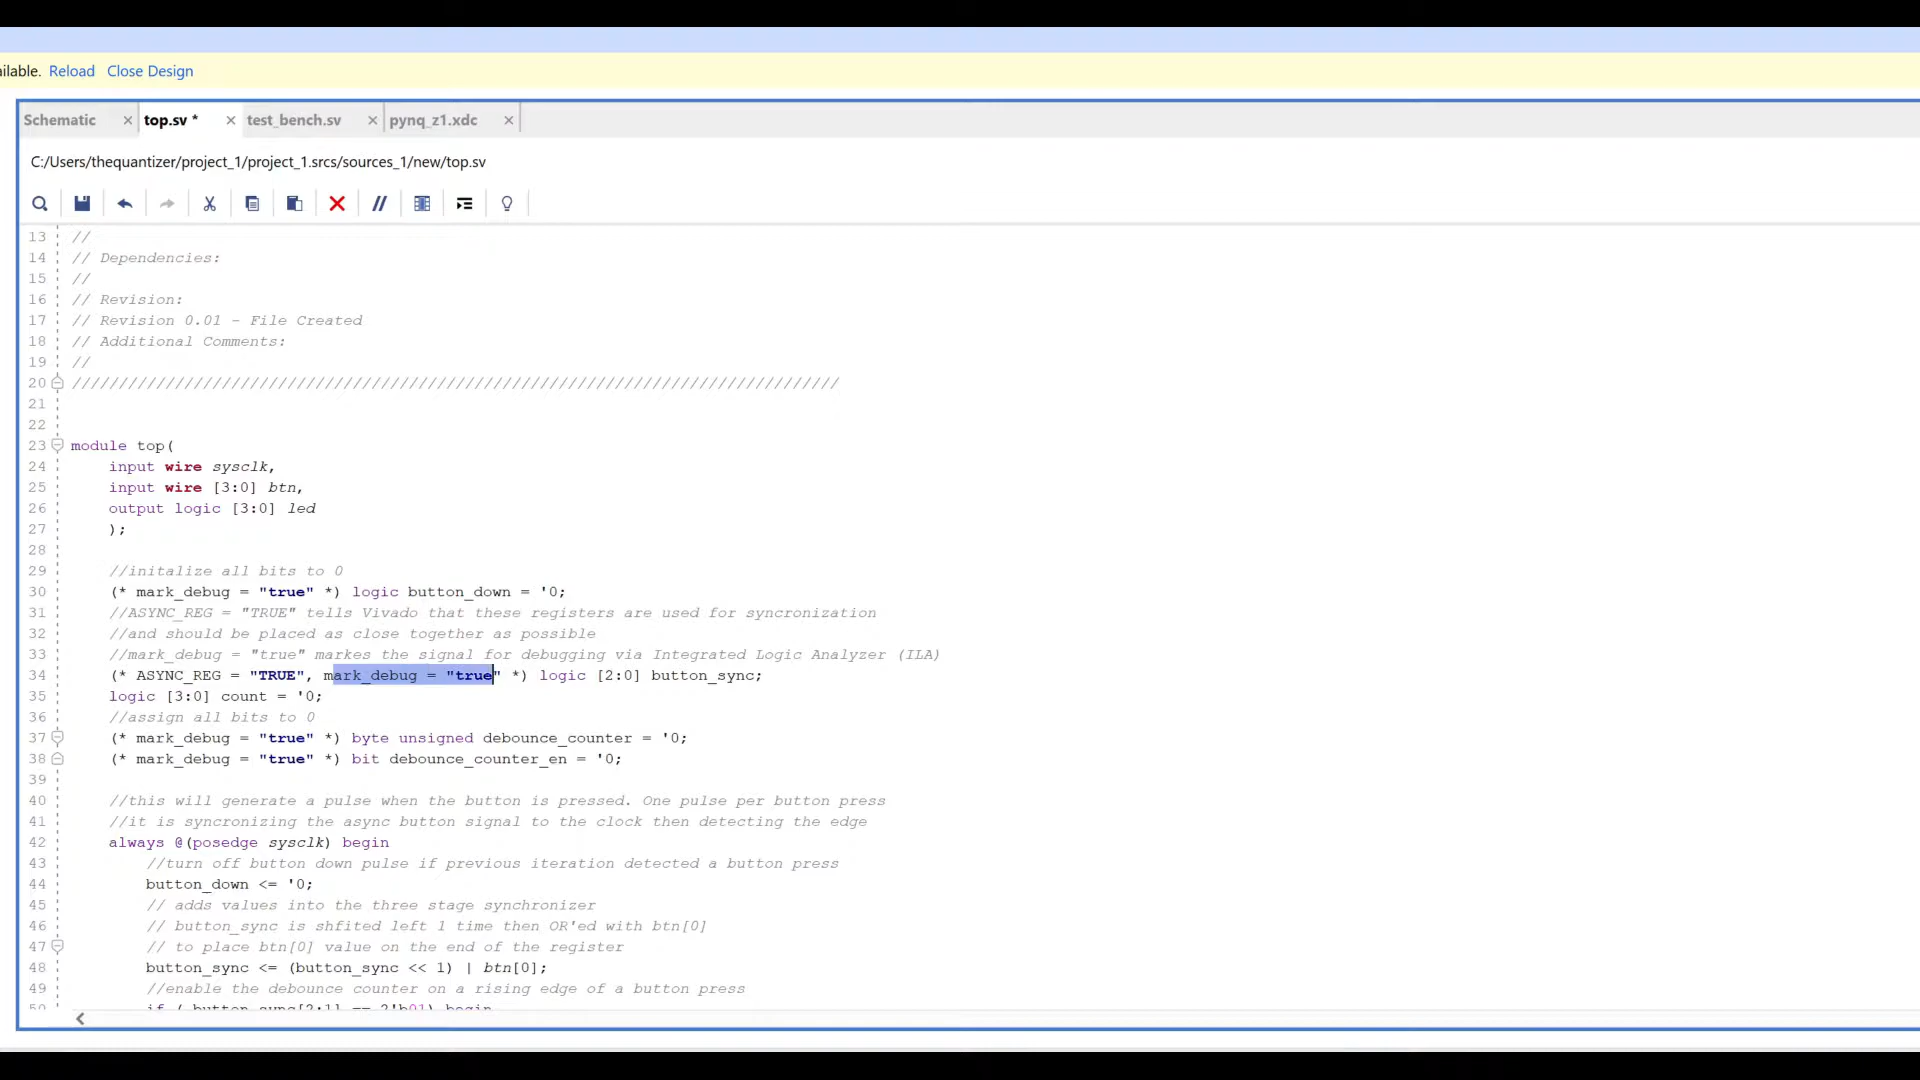 ailable. Reload Close Design
Schematic top.sv * test_bench.sv pynq_z1.xdc
C:/Users/thequantizer/project_1/project_1.srcs/sources_1/new/top.sv
13 //
14 // Dependencies:
15 //
16 // Revision:
17 // Revision 0.01 - File Created
18 // Additional Comments:
19 //
20 //////////////////////////////////////////////////////////////////////////////////
21
22
23 module top(
24 input wire sysclk,
25 input wire [3:0] btn,
26 output logic [3:0] led
27 );
28
29 //initalize all bits to 0
30 (* mark_debug = "true" *) logic button_down = '0;
31 //ASYNC_REG = "TRUE" tells Vivado that these registers are used for syncronization
32 //and should be placed as close together as possible
33 //mark_debug = "true" markes the signal for debugging via Integrated Logic Analyzer (ILA)
34 (* ASYNC_REG = "TRUE", mark_debug = "true" *) logic [2:0] button_sync;
35 logic [3:0] count = '0;
36 //assign all bits to 0
37 (* mark_debug = "true" *) byte unsigned debounce_counter = '0;
38 (* mark_debug = "true" *) bit debounce_counter_en = '0;
39
40 //this will generate a pulse when the button is pressed. One pulse per button press
41 //it is syncronizing the async button signal to the clock then detecting the edge
42 always @(posedge sysclk) begin
43 //turn off button down pulse if previous iteration detected a button press
44 button_down <= '0;
45 // adds values into the three stage synchronizer
46 // button_sync is shfited left 1 time then OR'ed with btn[0]
47 // to place btn[0] value on the end of the register
48 button_sync <= (button_sync << 1) | btn[0];
49 //enable the debounce counter on a rising edge of a button press
50 if ( button_sync[2:1] == 2'b01) begin